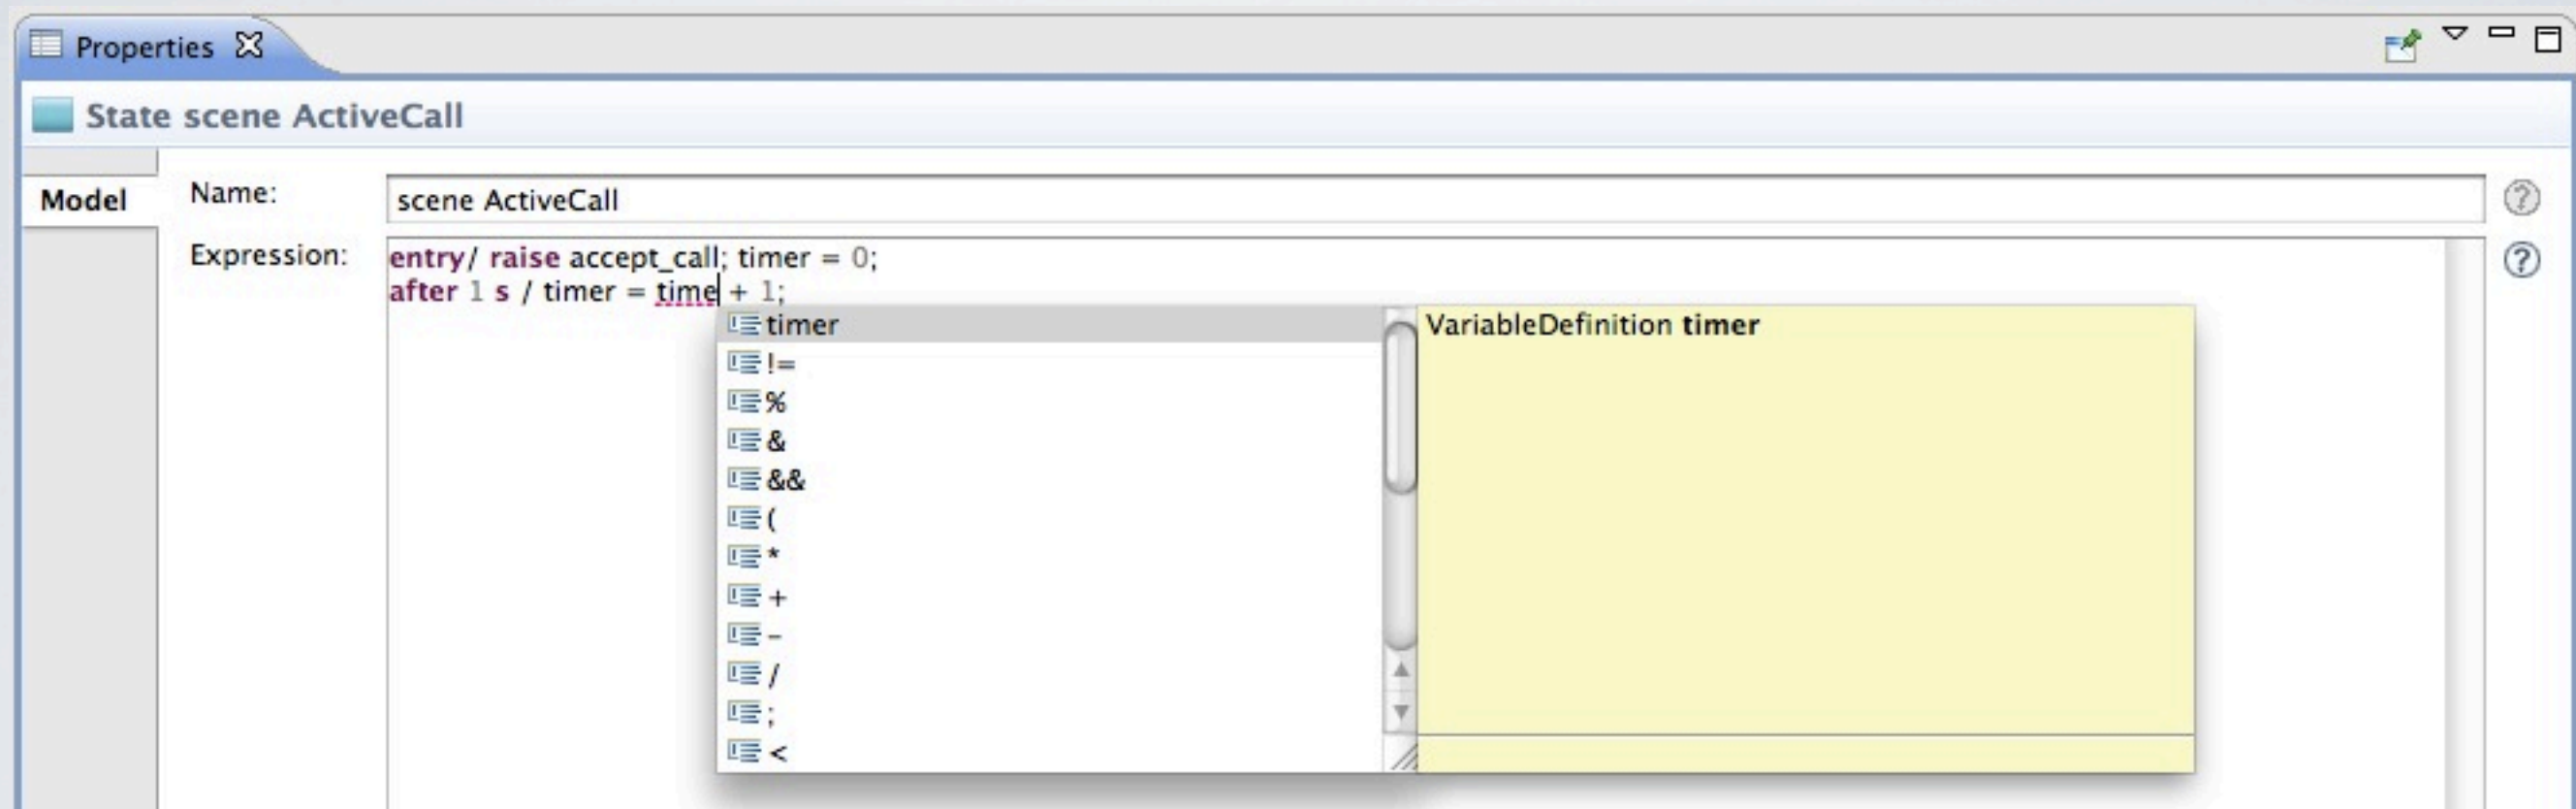 Properties
State scene ActiveCall
Model
Name:
scene ActiveCall
Expression:
entry/ raise accept_call; timer = 0;
after 1 s / timer = time + 1;
timer
!=
%
&
&&
(
*
+
-
/
;
<
VariableDefinition timer